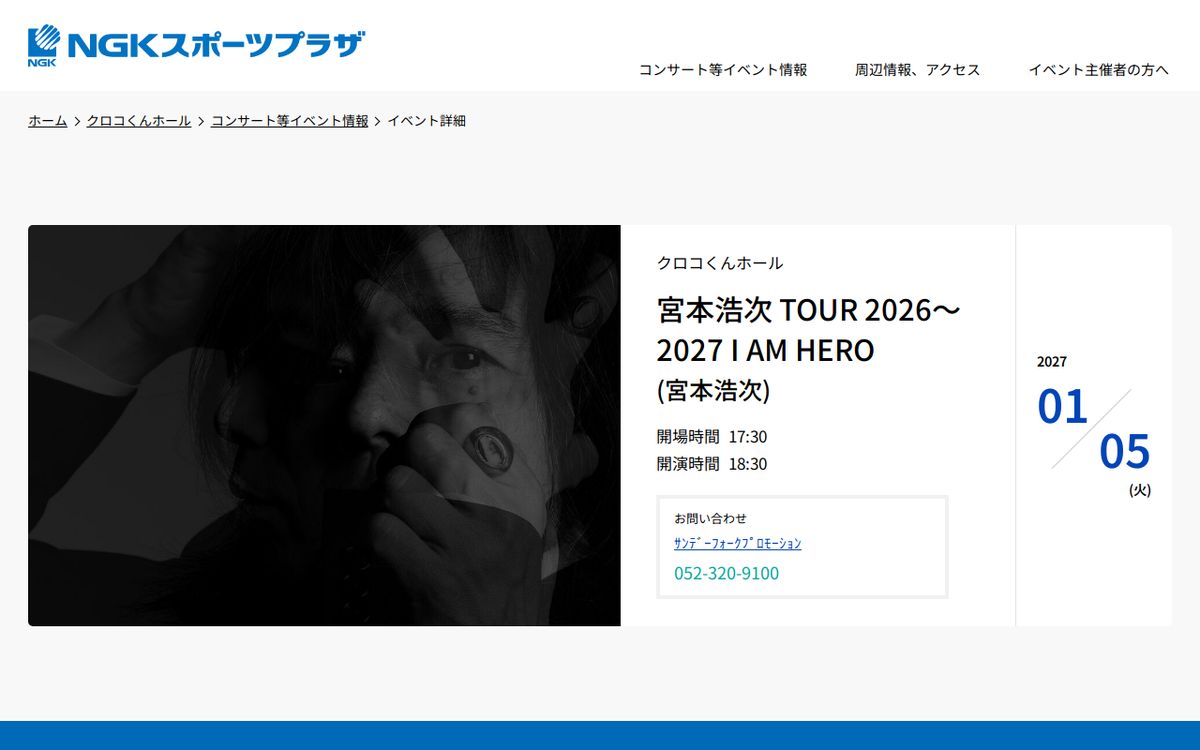 NGK
NGKスポーツプラザ
コンサート等イベント情報
周辺情報、アクセス
イベント主催者の方へ
ホーム > クロコくんホール > コンサート等イベント情報 > イベント詳細
クロコくんホール
宮本浩次 TOUR 2026〜
2027 I AM HERO
(宮本浩次)
開場時間 17:30
開演時間 18:30
お問い合わせ
ｻﾝﾃﾞｰﾌｫｰｸﾌﾟﾛﾓｰｼｮﾝ
052-320-9100
2027
01
05
(火)